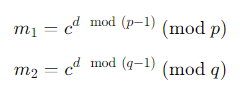 m₁ = c^{d mod (p−1)} (mod p)
m₂ = c^{d mod (q−1)} (mod q)